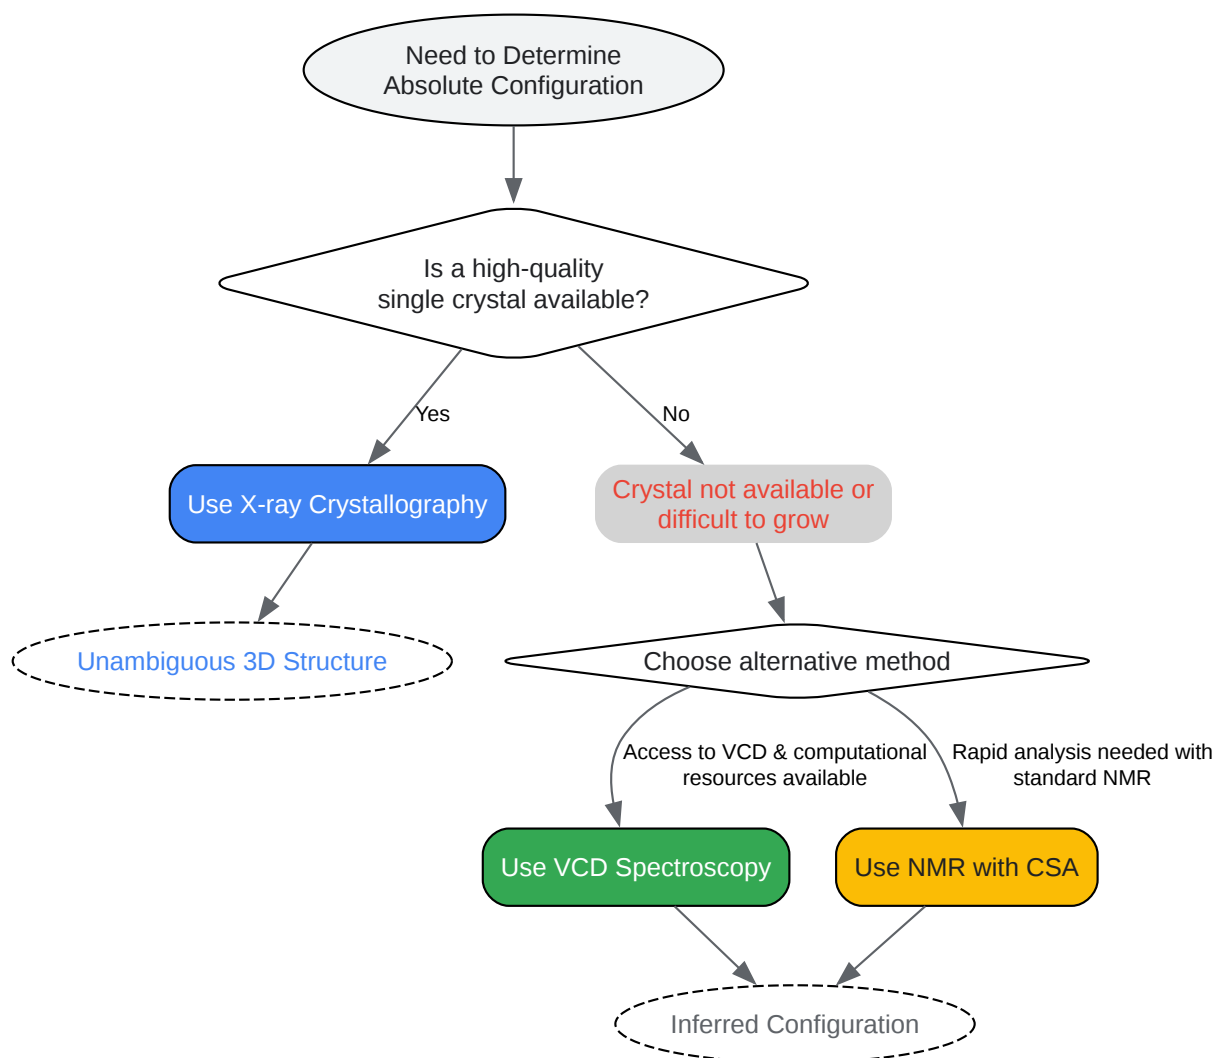 Need to Determine
Absolute Configuration
Is a high-quality
single crystal available?
Yes
No
Use X-ray Crystallography
Crystal not available or
difficult to grow
Unambiguous 3D Structure
Choose alternative method
Access to VCD & computational
resources available
Rapid analysis needed with
standard NMR
Use VCD Spectroscopy
Use NMR with CSA
Inferred Configuration